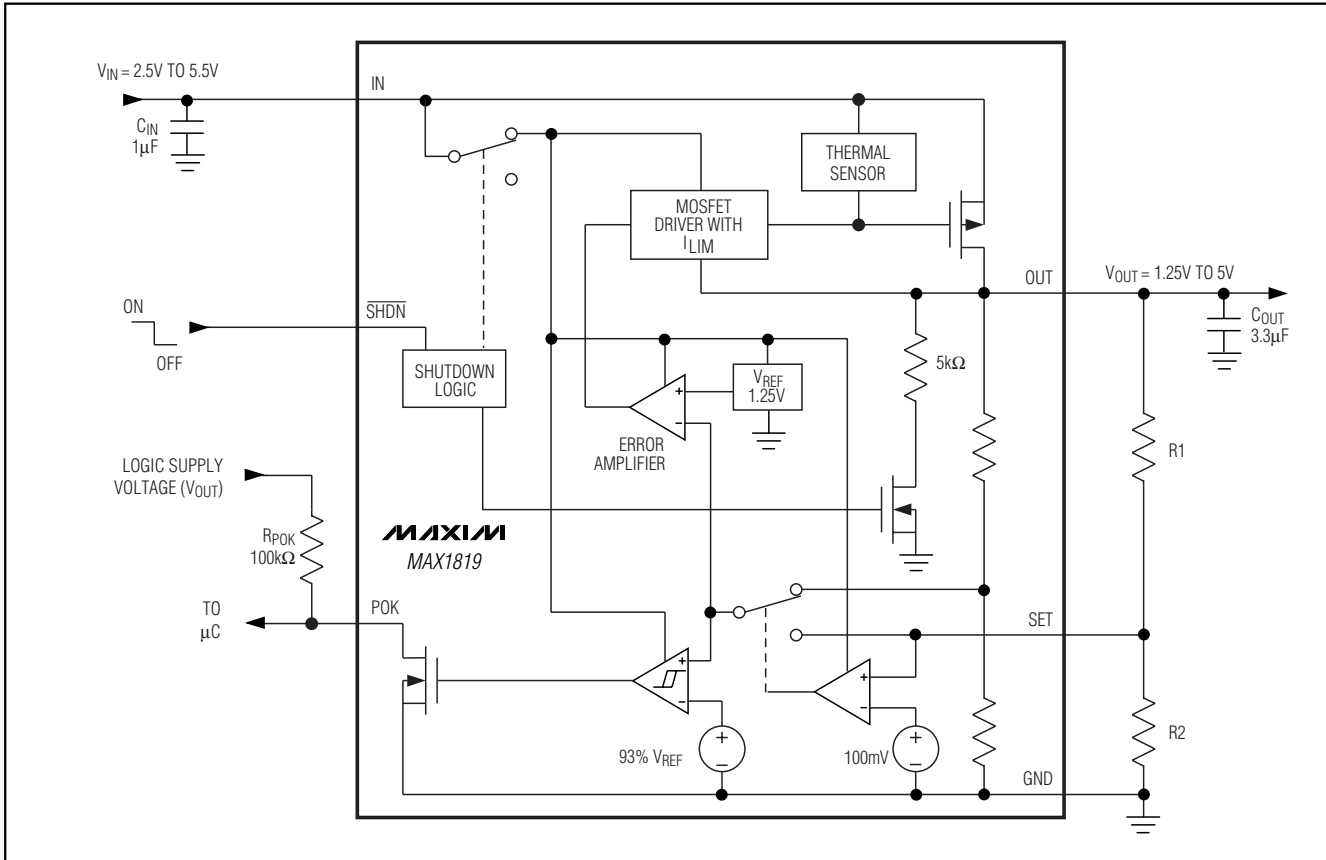 V_IN = 2.5V TO 5.5V
IN
C_IN
1µF
THERMAL
SENSOR
MOSFET
DRIVER WITH
I_LIM
OUT
V_OUT = 1.25V TO 5V
C_OUT
3.3µF
ON
OFF
SHDN
SHUTDOWN
LOGIC
5kΩ
V_REF
1.25V
+
−
ERROR
AMPLIFIER
R1
LOGIC SUPPLY
VOLTAGE (V_OUT)
R_POK
100kΩ
MAXIM
MAX1819
TO
µC
POK
SET
+
−
+
−
93% V_REF
+
−
100mV
+
−
R2
GND